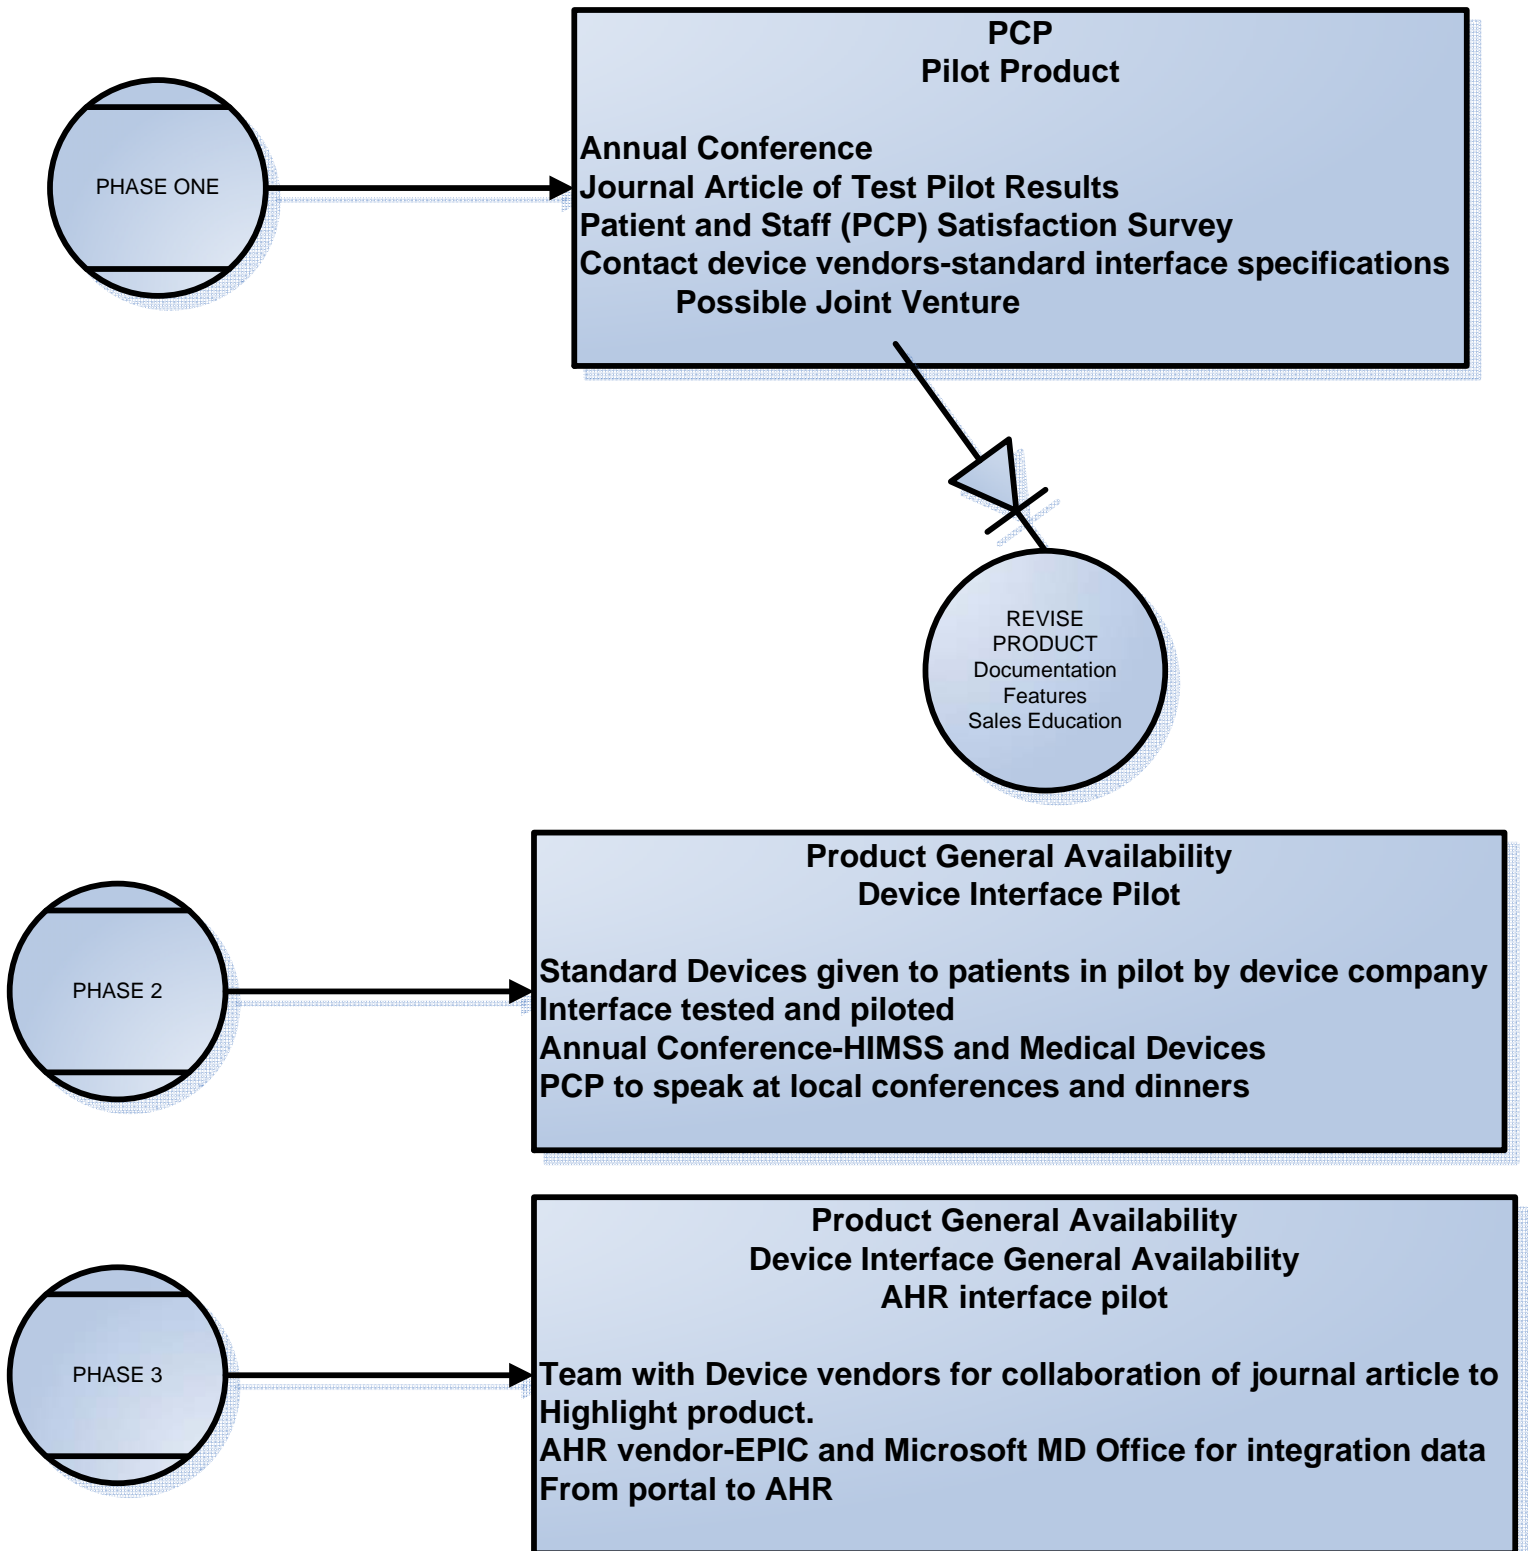 PCP
Pilot Product
PHASE ONE
Annual Conference
Journal Article of Test Pilot Results
Patient and Staff (PCP) Satisfaction Survey
Contact device vendors-standard interface specifications
Possible Joint Venture
REVISE
PRODUCT
Documentation
Features
Sales Education
Product General Availability
Device Interface Pilot
PHASE 2
Standard Devices given to patients in pilot by device company
Interface tested and piloted
Annual Conference-HIMSS and Medical Devices
PCP to speak at local conferences and dinners
Product General Availability
Device Interface General Availability
AHR interface pilot
PHASE 3
Team with Device vendors for collaboration of journal article to
Highlight product.
AHR vendor-EPIC and Microsoft MD Office for integration data
From portal to AHR